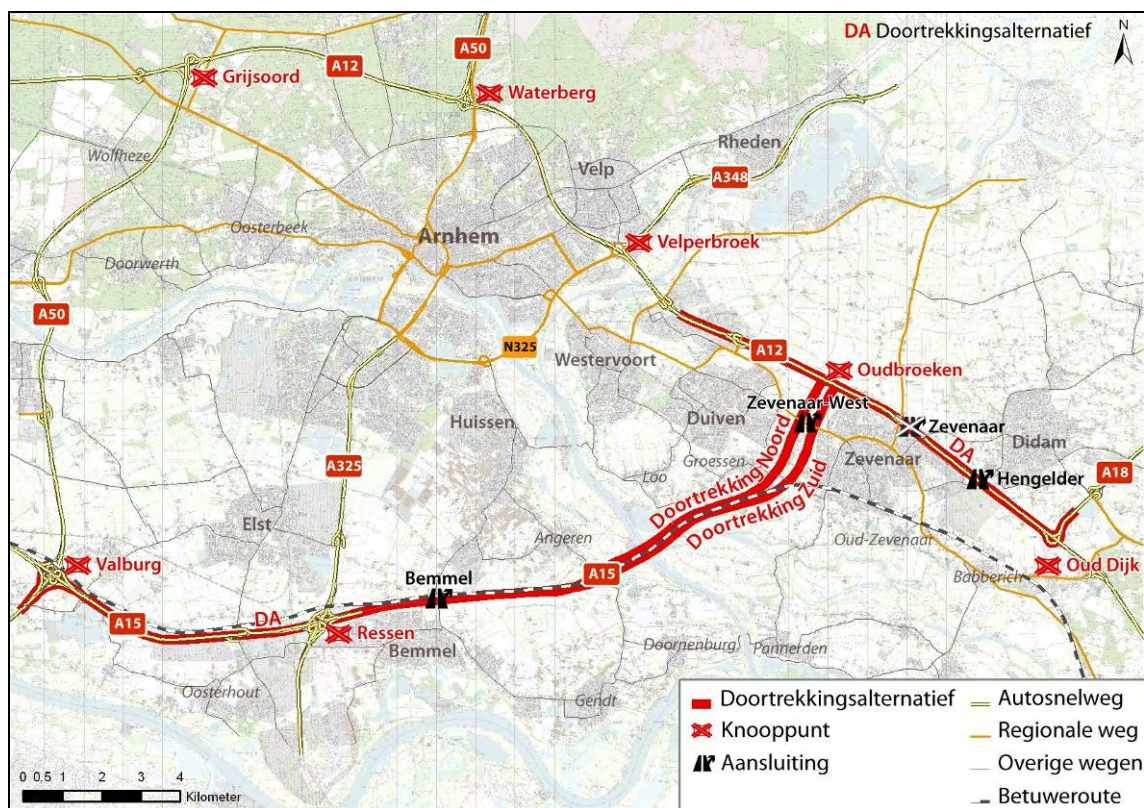 DA Doortrekkingsalternatief
N
A50
Grijsoord
A12
Waterberg
Wolfheze
Rheden
Velp
A348
Oosterbeek
Arnhem
Velperbroek
Doorwerth
A50
N325
Westervoort
A12
Oudbroeken
Huissen
Duiven
Zevenaar-West
Zevenaar
DA
Didam
Groessen
Zevenaar
A325
Loo
Hengelder
A18
Doortrekking Noord
Doortrekking Zuid
Elst
Angeren
Oud-Zevenaar
Valburg
Bemmel
A15
Babberich
Oud Dijk
A15
DA
Ressen
Bemmel
Doornenburg
Pannerden
Oosterhout
Gendt
Doortrekkingsalternatief
Knooppunt
Aansluiting
Autosnelweg
Regionale weg
Overige wegen
Betuweroute
0 0,5 1 2 3 4
Kilometer